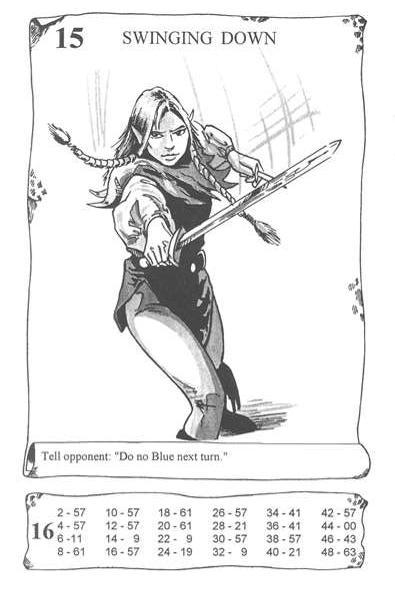 15 SWINGING DOWN
Tell opponent: "Do no Blue next turn."
16
2 - 57 10 - 57 18 - 61 26 - 57 34 - 41 42 - 57
4 - 57 12 - 57 20 - 61 28 - 21 36 - 41 44 - 00
6 -11 14 - 9 22 - 9 30 - 57 38 - 57 46 - 43
8 - 61 16 - 57 24 - 19 32 - 9 40 - 21 48 - 63